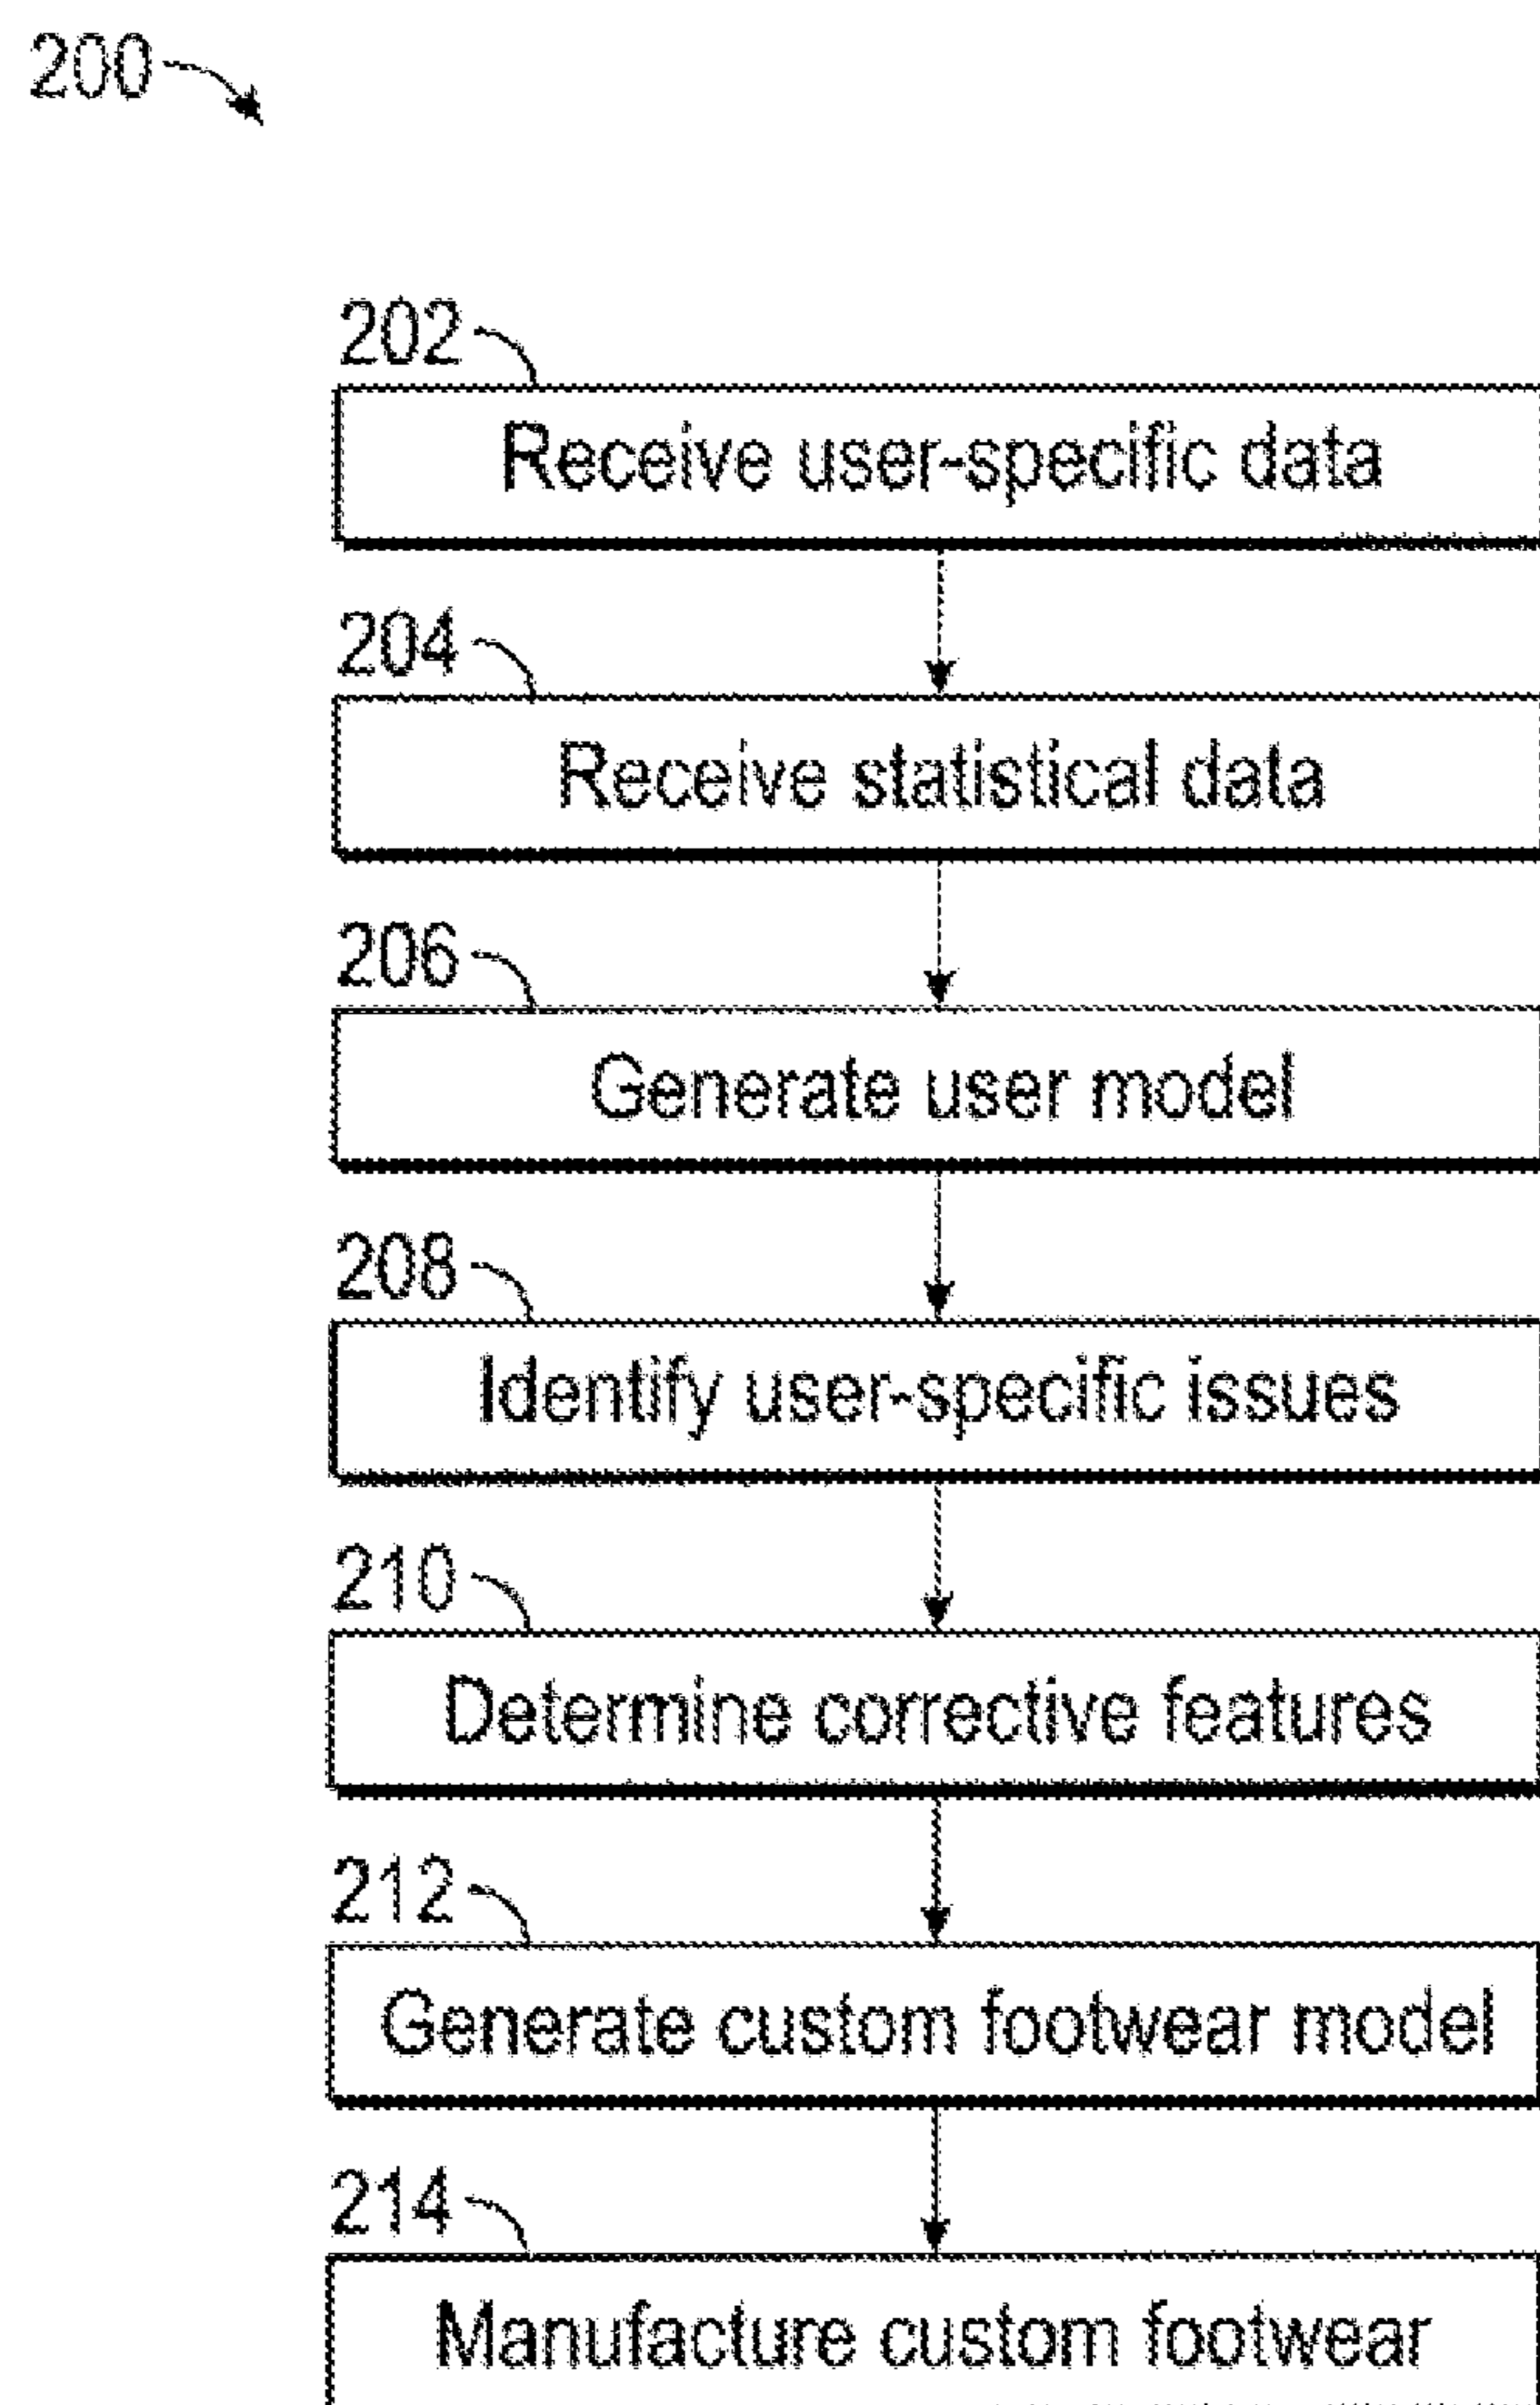 200
202
Receive user-specific data
204
Receive statistical data
206
Generate user model
208
Identify user-specific issues
210
Determine corrective features
212
Generate custom footwear model
214
Manufacture custom footwear